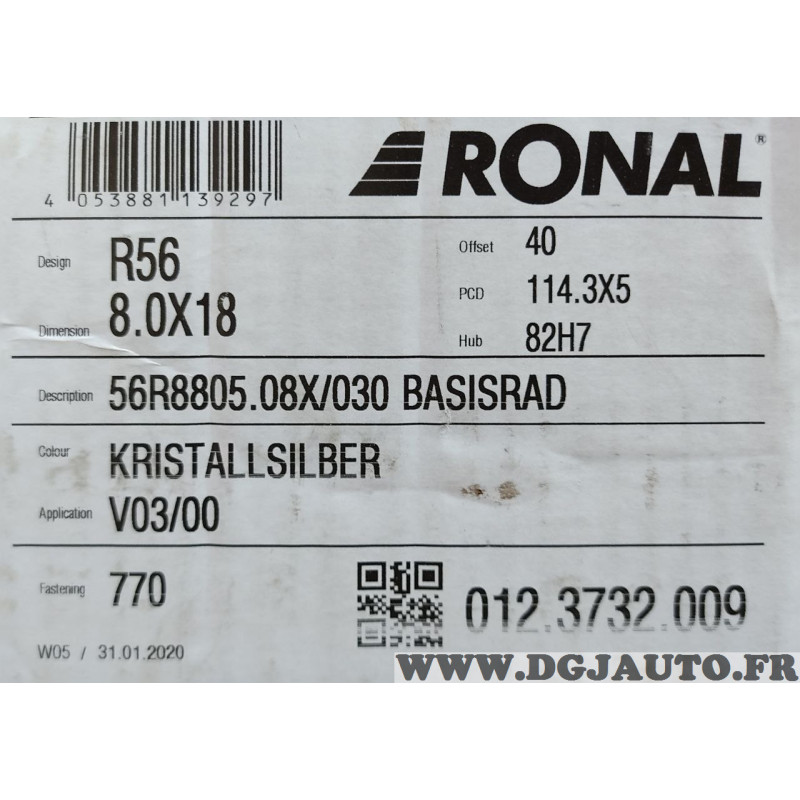 4 053881 139297
RONAL®
Design R56
Dimension 8.0X18
Offset 40
PCD 114.3X5
Hub 82H7
Description 56R8805.08X/030 BASISRAD
Colour KRISTALLSILBER
Application V03/00
Fastening 770
012.3732.009
W05 / 31.01.2020
WWW.DGJAUTO.FR